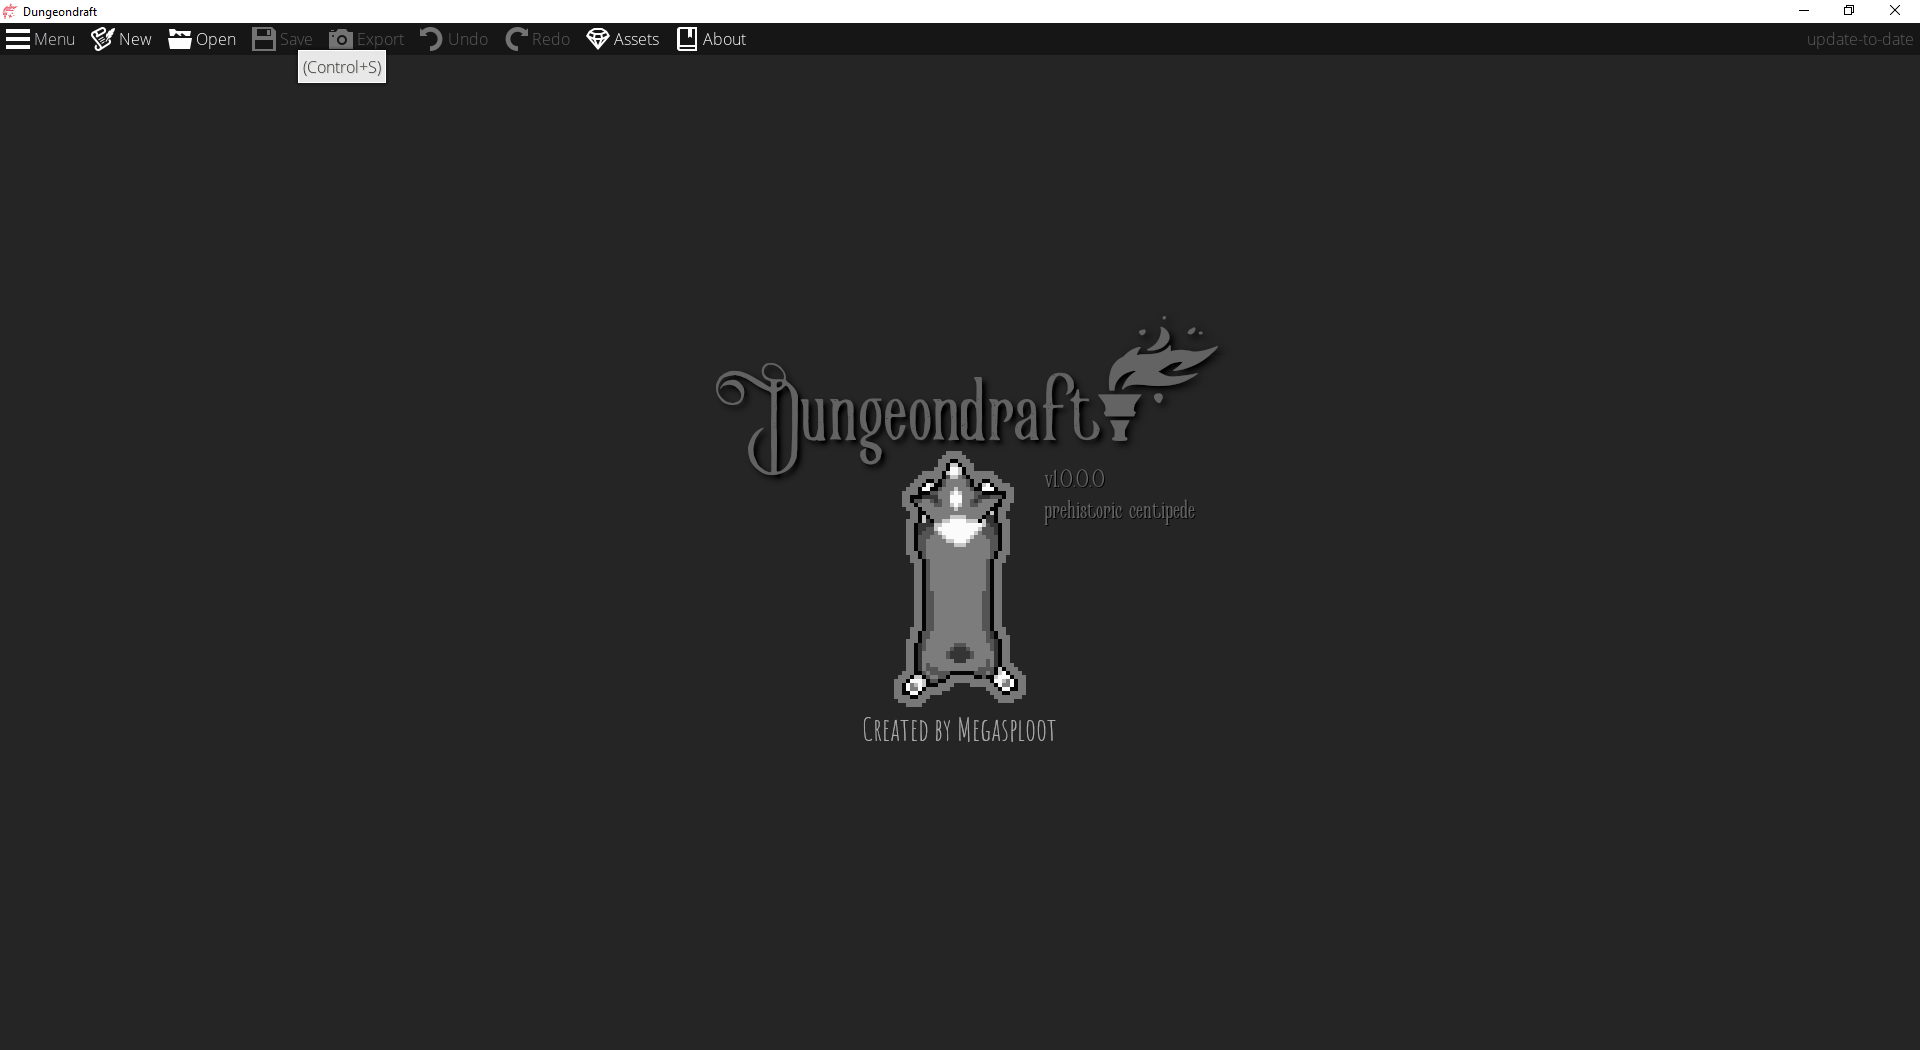 Dungeondraft
Menu New Open Save Export Undo Redo Assets About update-to-date
(Control+S)
Dungeondraft
v1.0.0.0
prehistoric centipede
Created by Megasploot